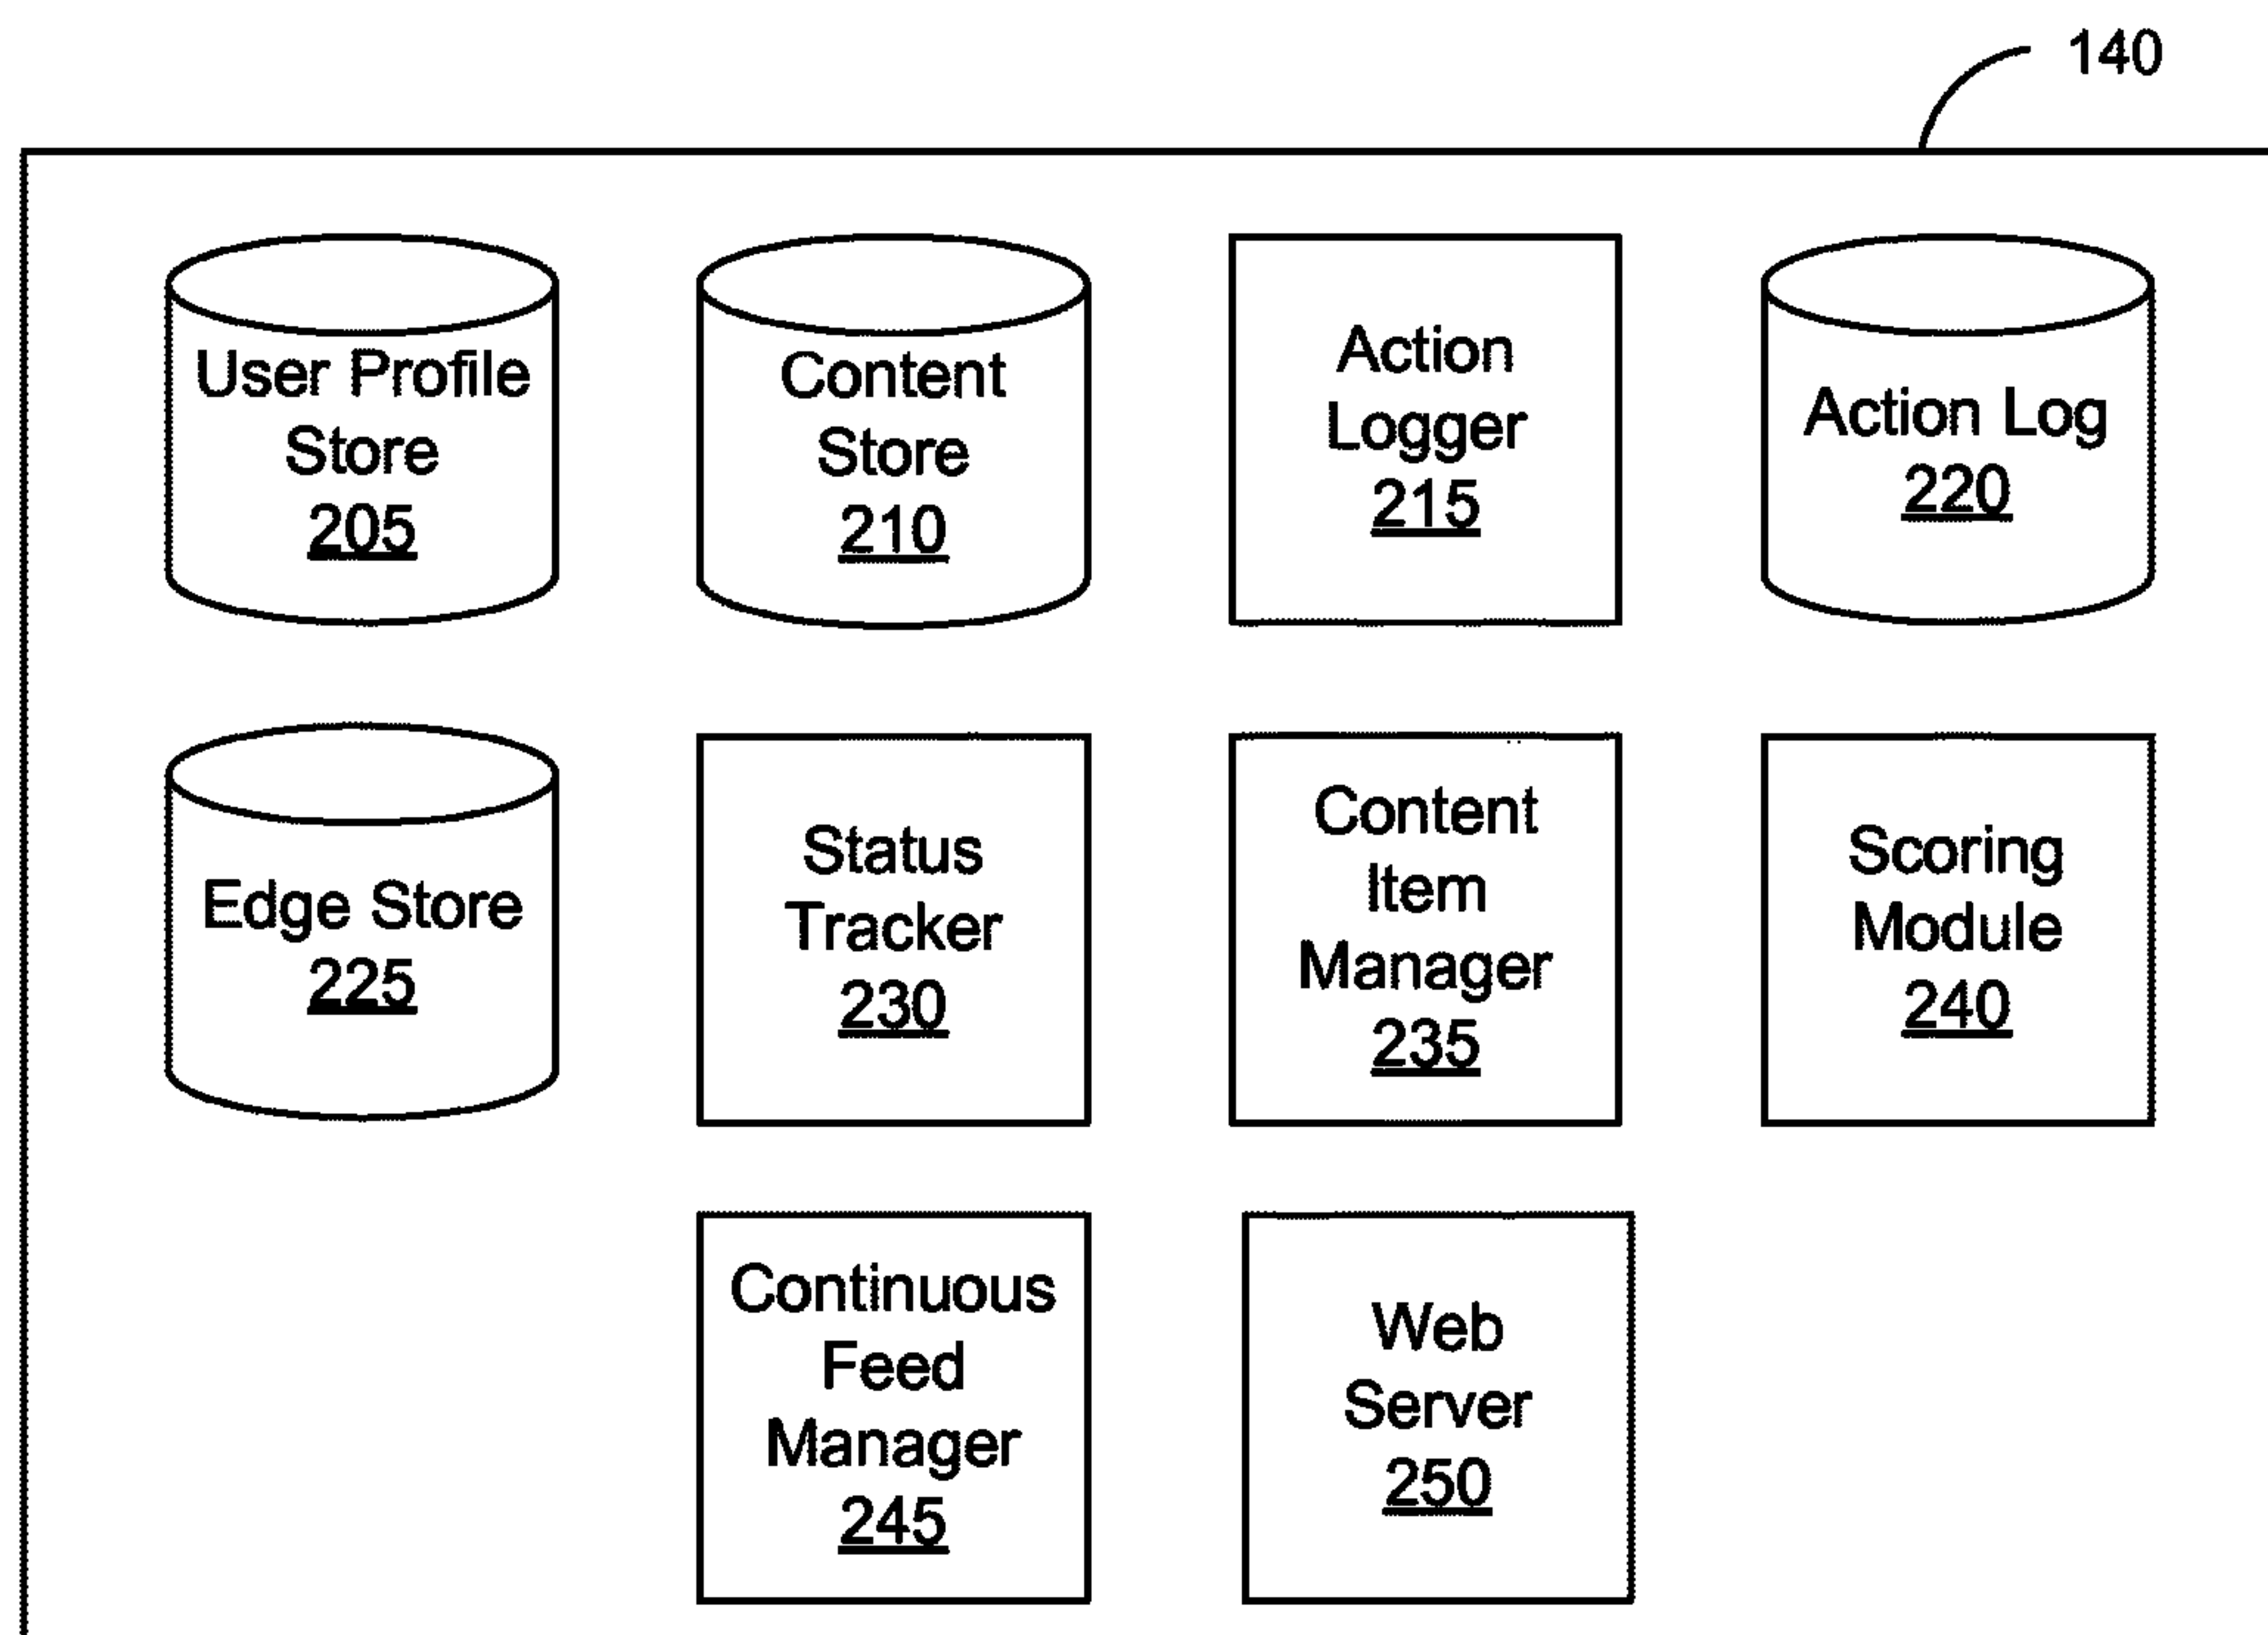 140
User Profile
Store
205
Content
Store
210
Action
Logger
215
Action Log
220
Edge Store
225
Status
Tracker
230
Content
Item
Manager
235
Scoring
Module
240
Continuous
Feed
Manager
245
Web
Server
250